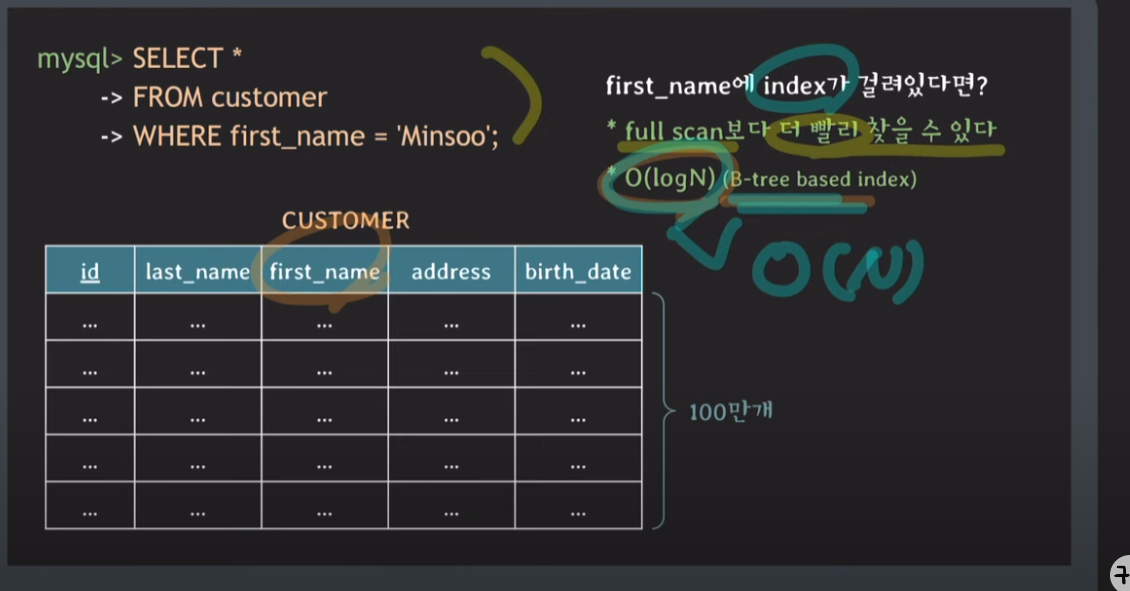 mysql> SELECT *
-> FROM customer
-> WHERE first_name = 'Minsoo';
first_name에 index가 걸려있다면?
* full scan보다 더 빨리 찾을 수 있다
* O(logN) (B-tree based index)
< O(N)
CUSTOMER
id last_name first_name address birth_date
... ... ... ... ...
... ... ... ... ...
... ... ... ... ...
... ... ... ... ...
... ... ... ... ...
100만개
구